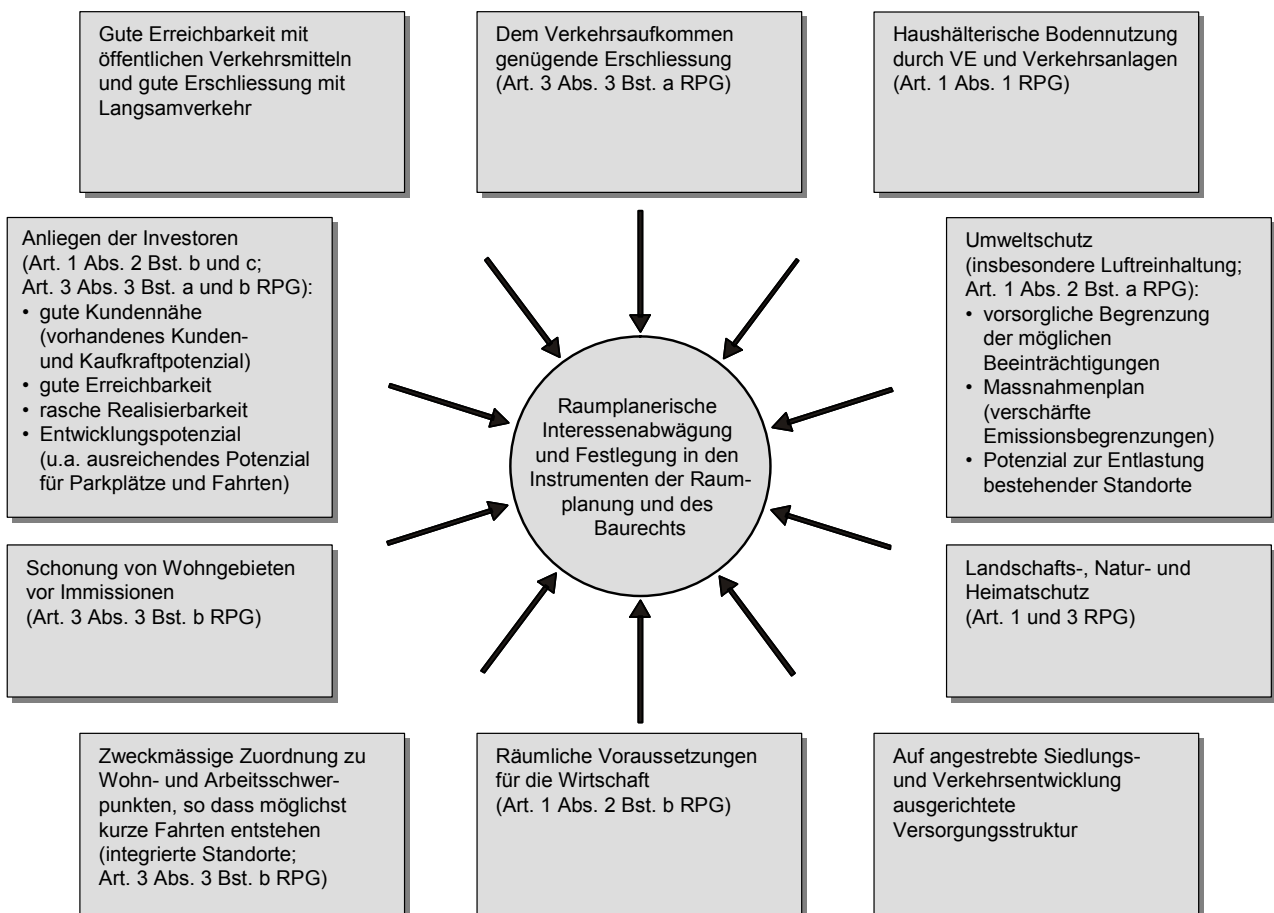 Gute Erreichbarkeit mit
öffentlichen Verkehrsmitteln
und gute Erschliessung mit
Langsamverkehr
Dem Verkehrsaufkommen
genügende Erschliessung
(Art. 3 Abs. 3 Bst. a RPG)
Haushälterische Bodennutzung
durch VE und Verkehrsanlagen
(Art. 1 Abs. 1 RPG)
Anliegen der Investoren
(Art. 1 Abs. 2 Bst. b und c;
Art. 3 Abs. 3 Bst. a und b RPG):
• gute Kundennähe
(vorhandenes Kunden-
und Kaufkraftpotenzial)
• gute Erreichbarkeit
• rasche Realisierbarkeit
• Entwicklungspotenzial
(u.a. ausreichendes Potenzial
für Parkplätze und Fahrten)
Raumplanerische
Interessenabwägung
und Festlegung in den
Instrumenten der Raum-
planung und des
Baurechts
Umweltschutz
(insbesondere Luftreinhaltung;
Art. 1 Abs. 2 Bst. a RPG):
• vorsorgliche Begrenzung
der möglichen
Beeinträchtigungen
• Massnahmenplan
(verschärfte
Emissionsbegrenzungen)
• Potenzial zur Entlastung
bestehender Standorte
Schonung von Wohngebieten
vor Immissionen
(Art. 3 Abs. 3 Bst. b RPG)
Landschafts-, Natur- und
Heimatschutz
(Art. 1 und 3 RPG)
Zweckmässige Zuordnung zu
Wohn- und Arbeitsschwer-
punkten, so dass möglichst
kurze Fahrten entstehen
(integrierte Standorte;
Art. 3 Abs. 3 Bst. b RPG)
Räumliche Voraussetzungen
für die Wirtschaft
(Art. 1 Abs. 2 Bst. b RPG)
Auf angestrebte Siedlungs-
und Verkehrsentwicklung
ausgerichtete
Versorgungsstruktur